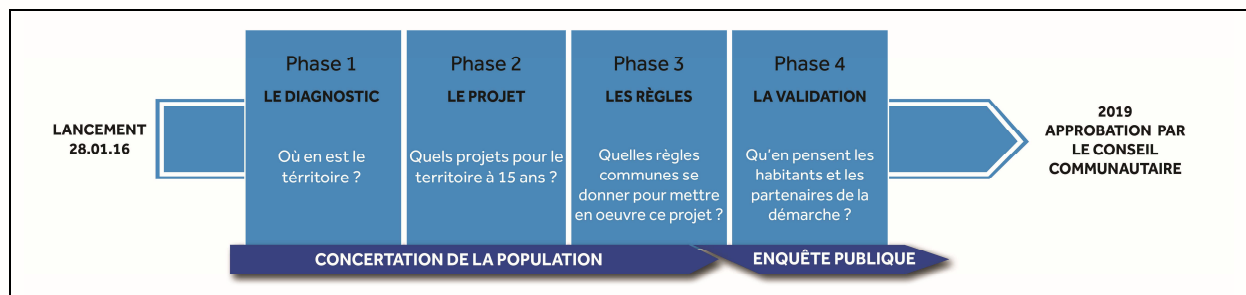 LANCEMENT
28.01.16
Phase 1
LE DIAGNOSTIC
Où en est le
térritoire ?
Phase 2
LE PROJET
Quels projets pour le
territoire à 15 ans ?
Phase 3
LES RÈGLES
Quelles règles
communes se
donner pour mettre
en oeuvre ce projet ?
Phase 4
LA VALIDATION
Qu'en pensent les
habitants et les
partenaires de la
démarche ?
2019
APPROBATION PAR
LE CONSEIL
COMMUNAUTAIRE
CONCERTATION DE LA POPULATION
ENQUÊTE PUBLIQUE